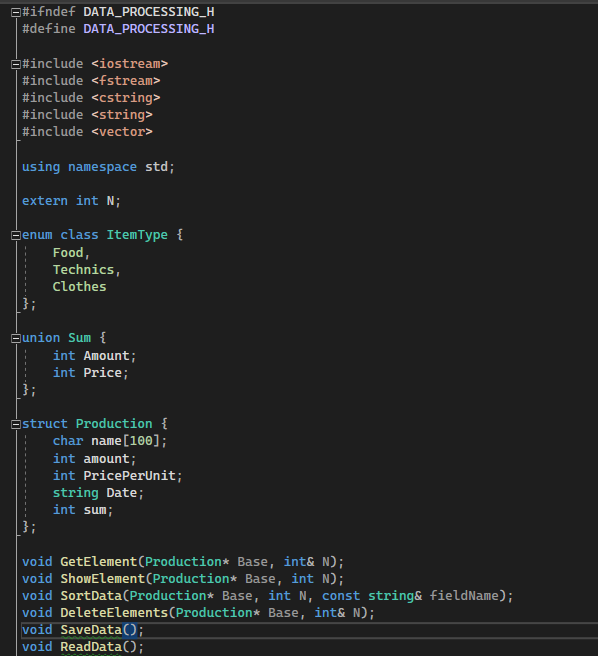 #ifndef DATA_PROCESSING_H
#define DATA_PROCESSING_H
#include <iostream>
#include <fstream>
#include <cstring>
#include <string>
#include <vector>
using namespace std;
extern int N;
enum class ItemType {
Food,
Technics,
Clothes
};
union Sum {
int Amount;
int Price;
};
struct Production {
char name[100];
int amount;
int PricePerUnit;
string Date;
int sum;
};
void GetElement(Production* Base, int& N);
void ShowElement(Production* Base, int N);
void SortData(Production* Base, int N, const string& fieldName);
void DeleteElements(Production* Base, int& N);
void SaveData();
void ReadData();